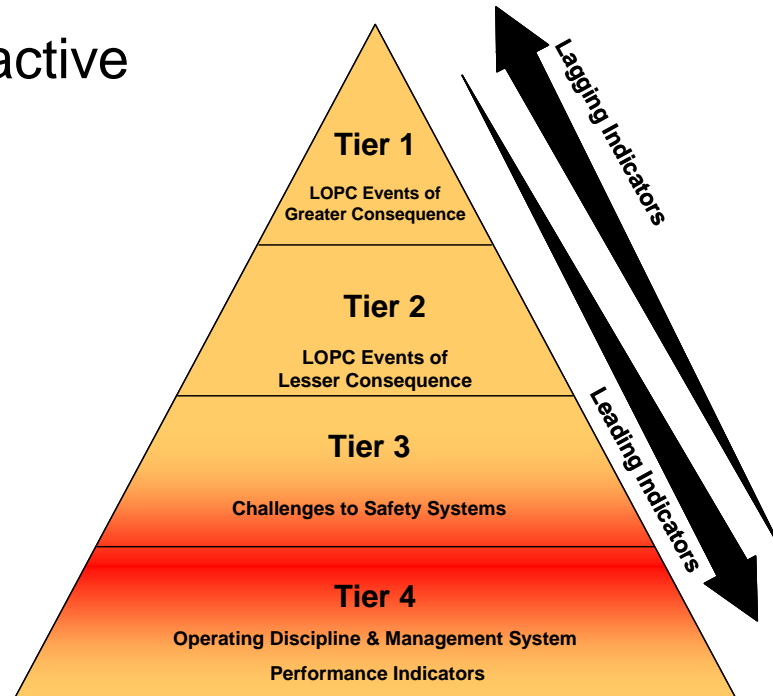 active
Tier 1
LOPC Events of
Greater Consequence
Tier 2
LOPC Events of
Lesser Consequence
Tier 3
Challenges to Safety Systems
Tier 4
Operating Discipline & Management System
Performance Indicators
Lagging Indicators
Leading Indicators